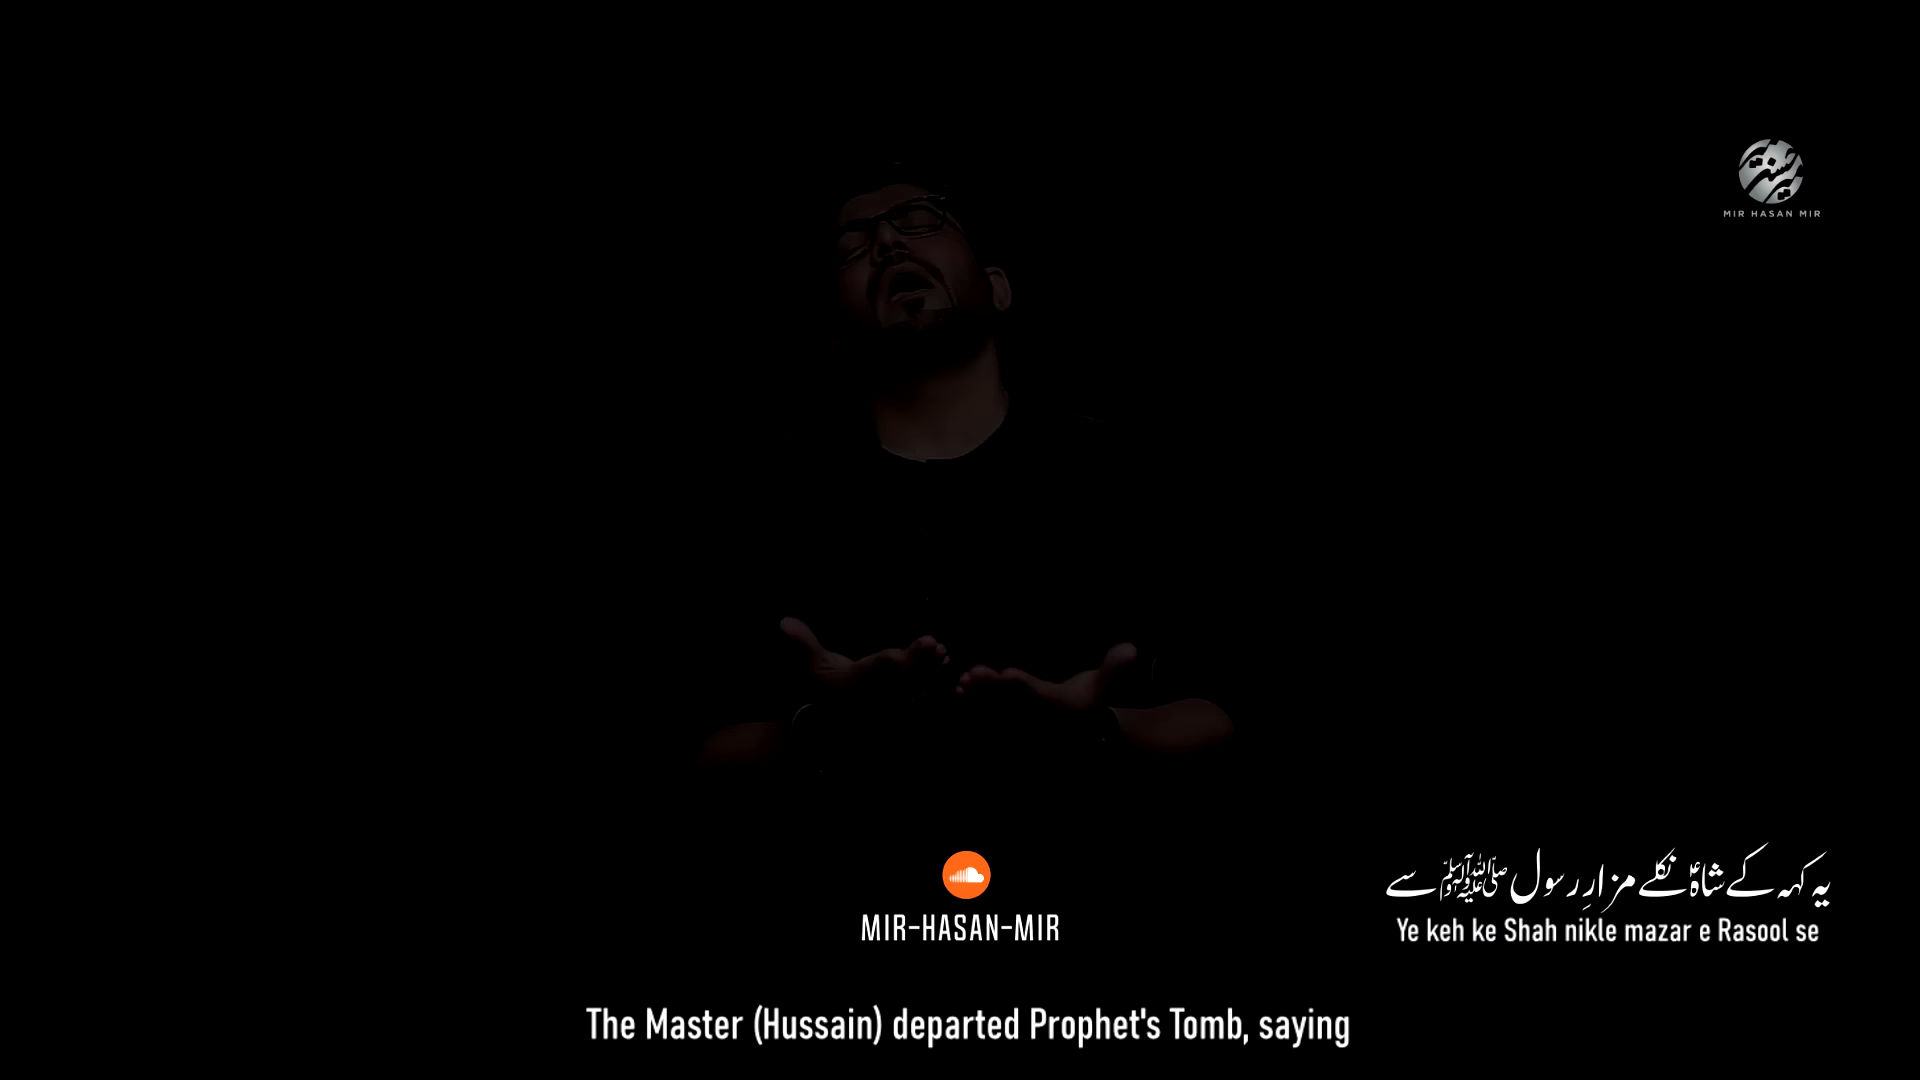 MIR HASAN MIR
یہ کہہ کے شاہؑ نکلے مزارِ رسول ﷺ سے
Ye keh ke Shah nikle mazar e Rasool se
MIR-HASAN-MIR
The Master (Hussain) departed Prophet's Tomb, saying